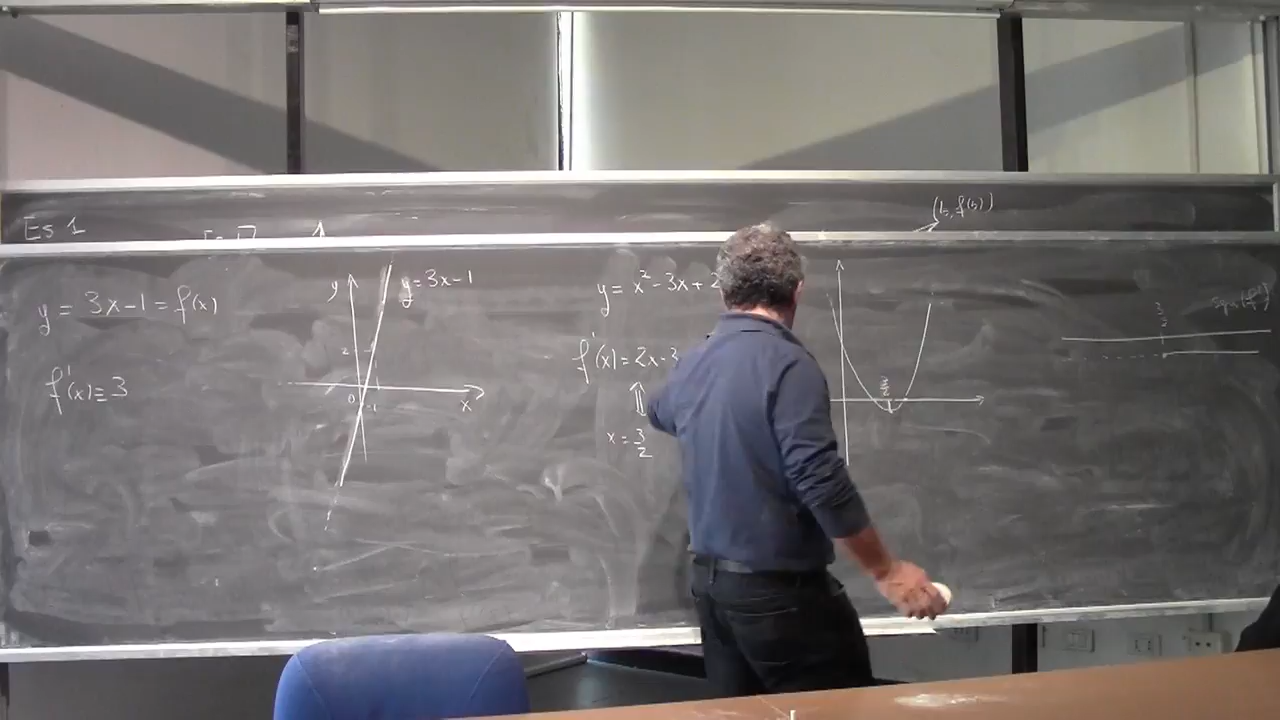 Es 1
(b, f(b))
y = 3x-1 = f(x)
f'(x) = 3
y
y = 3x-1
2
0
-1
x
y = x² - 3x + 2
f'(x) = 2x-3
x = 3/2
3/2
3/2